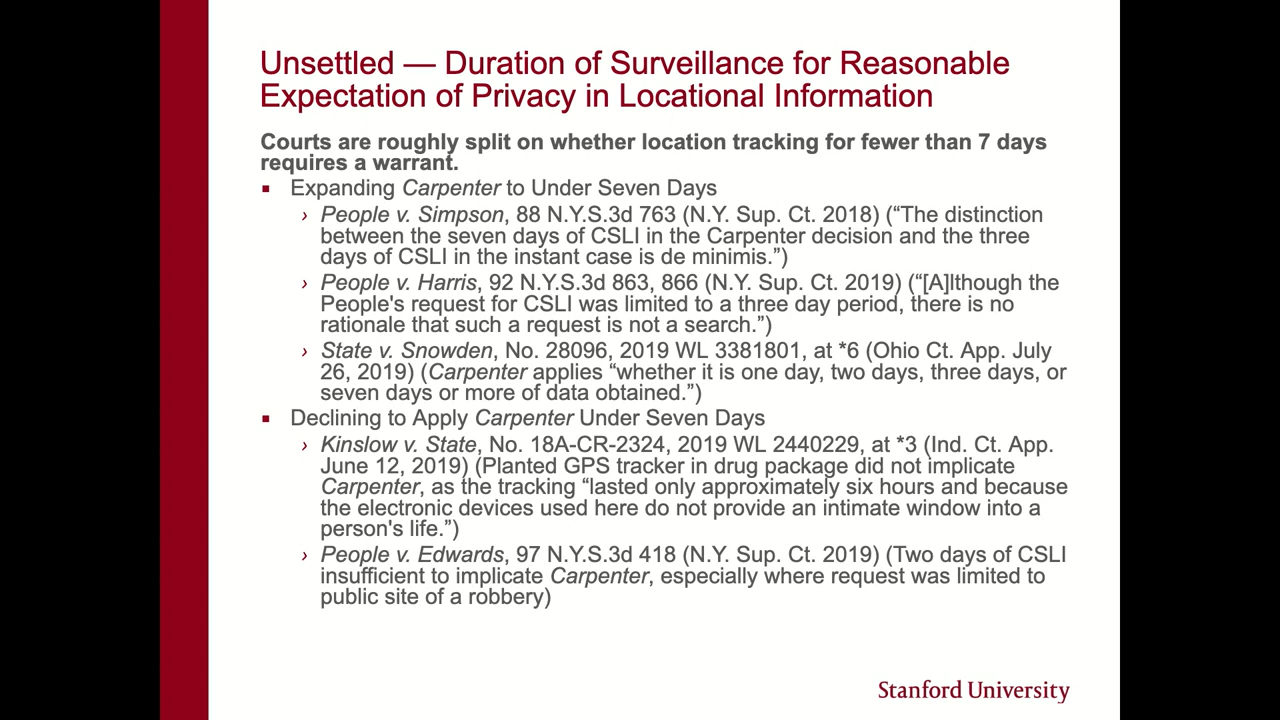 Unsettled — Duration of Surveillance for Reasonable
Expectation of Privacy in Locational Information
Courts are roughly split on whether location tracking for fewer than 7 days
requires a warrant.
▪ Expanding Carpenter to Under Seven Days
› People v. Simpson, 88 N.Y.S.3d 763 (N.Y. Sup. Ct. 2018) (“The distinction
between the seven days of CSLI in the Carpenter decision and the three
days of CSLI in the instant case is de minimis.”)
› People v. Harris, 92 N.Y.S.3d 863, 866 (N.Y. Sup. Ct. 2019) (“[A]lthough the
People's request for CSLI was limited to a three day period, there is no
rationale that such a request is not a search.”)
› State v. Snowden, No. 28096, 2019 WL 3381801, at *6 (Ohio Ct. App. July
26, 2019) (Carpenter applies “whether it is one day, two days, three days, or
seven days or more of data obtained.”)
▪ Declining to Apply Carpenter Under Seven Days
› Kinslow v. State, No. 18A-CR-2324, 2019 WL 2440229, at *3 (Ind. Ct. App.
June 12, 2019) (Planted GPS tracker in drug package did not implicate
Carpenter, as the tracking “lasted only approximately six hours and because
the electronic devices used here do not provide an intimate window into a
person's life.”)
› People v. Edwards, 97 N.Y.S.3d 418 (N.Y. Sup. Ct. 2019) (Two days of CSLI
insufficient to implicate Carpenter, especially where request was limited to
public site of a robbery)
Stanford University